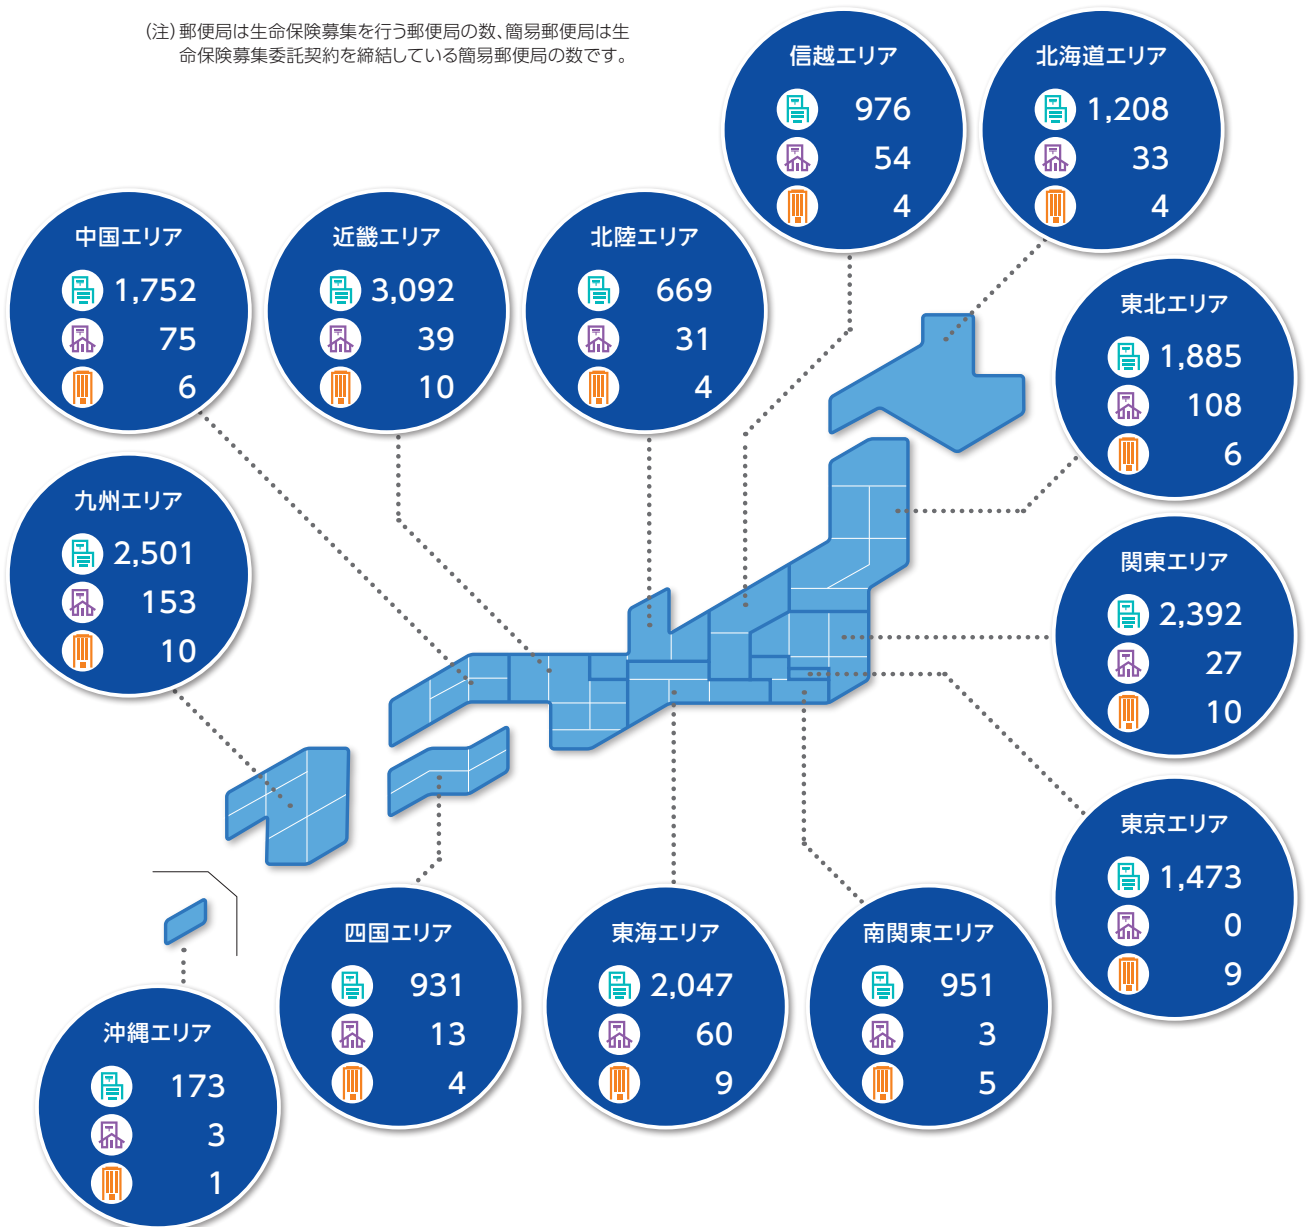 (注)郵便局は生命保険募集を行う郵便局の数、簡易郵便局は生
命保険募集委託契約を締結している簡易郵便局の数です。
信越エリア
976
54
4
北海道エリア
1,208
33
4
中国エリア
1,752
75
6
近畿エリア
3,092
39
10
北陸エリア
669
31
4
東北エリア
1,885
108
6
九州エリア
2,501
153
10
関東エリア
2,392
27
10
東京エリア
1,473
0
9
四国エリア
931
13
4
東海エリア
2,047
60
9
南関東エリア
951
3
5
沖縄エリア
173
3
1